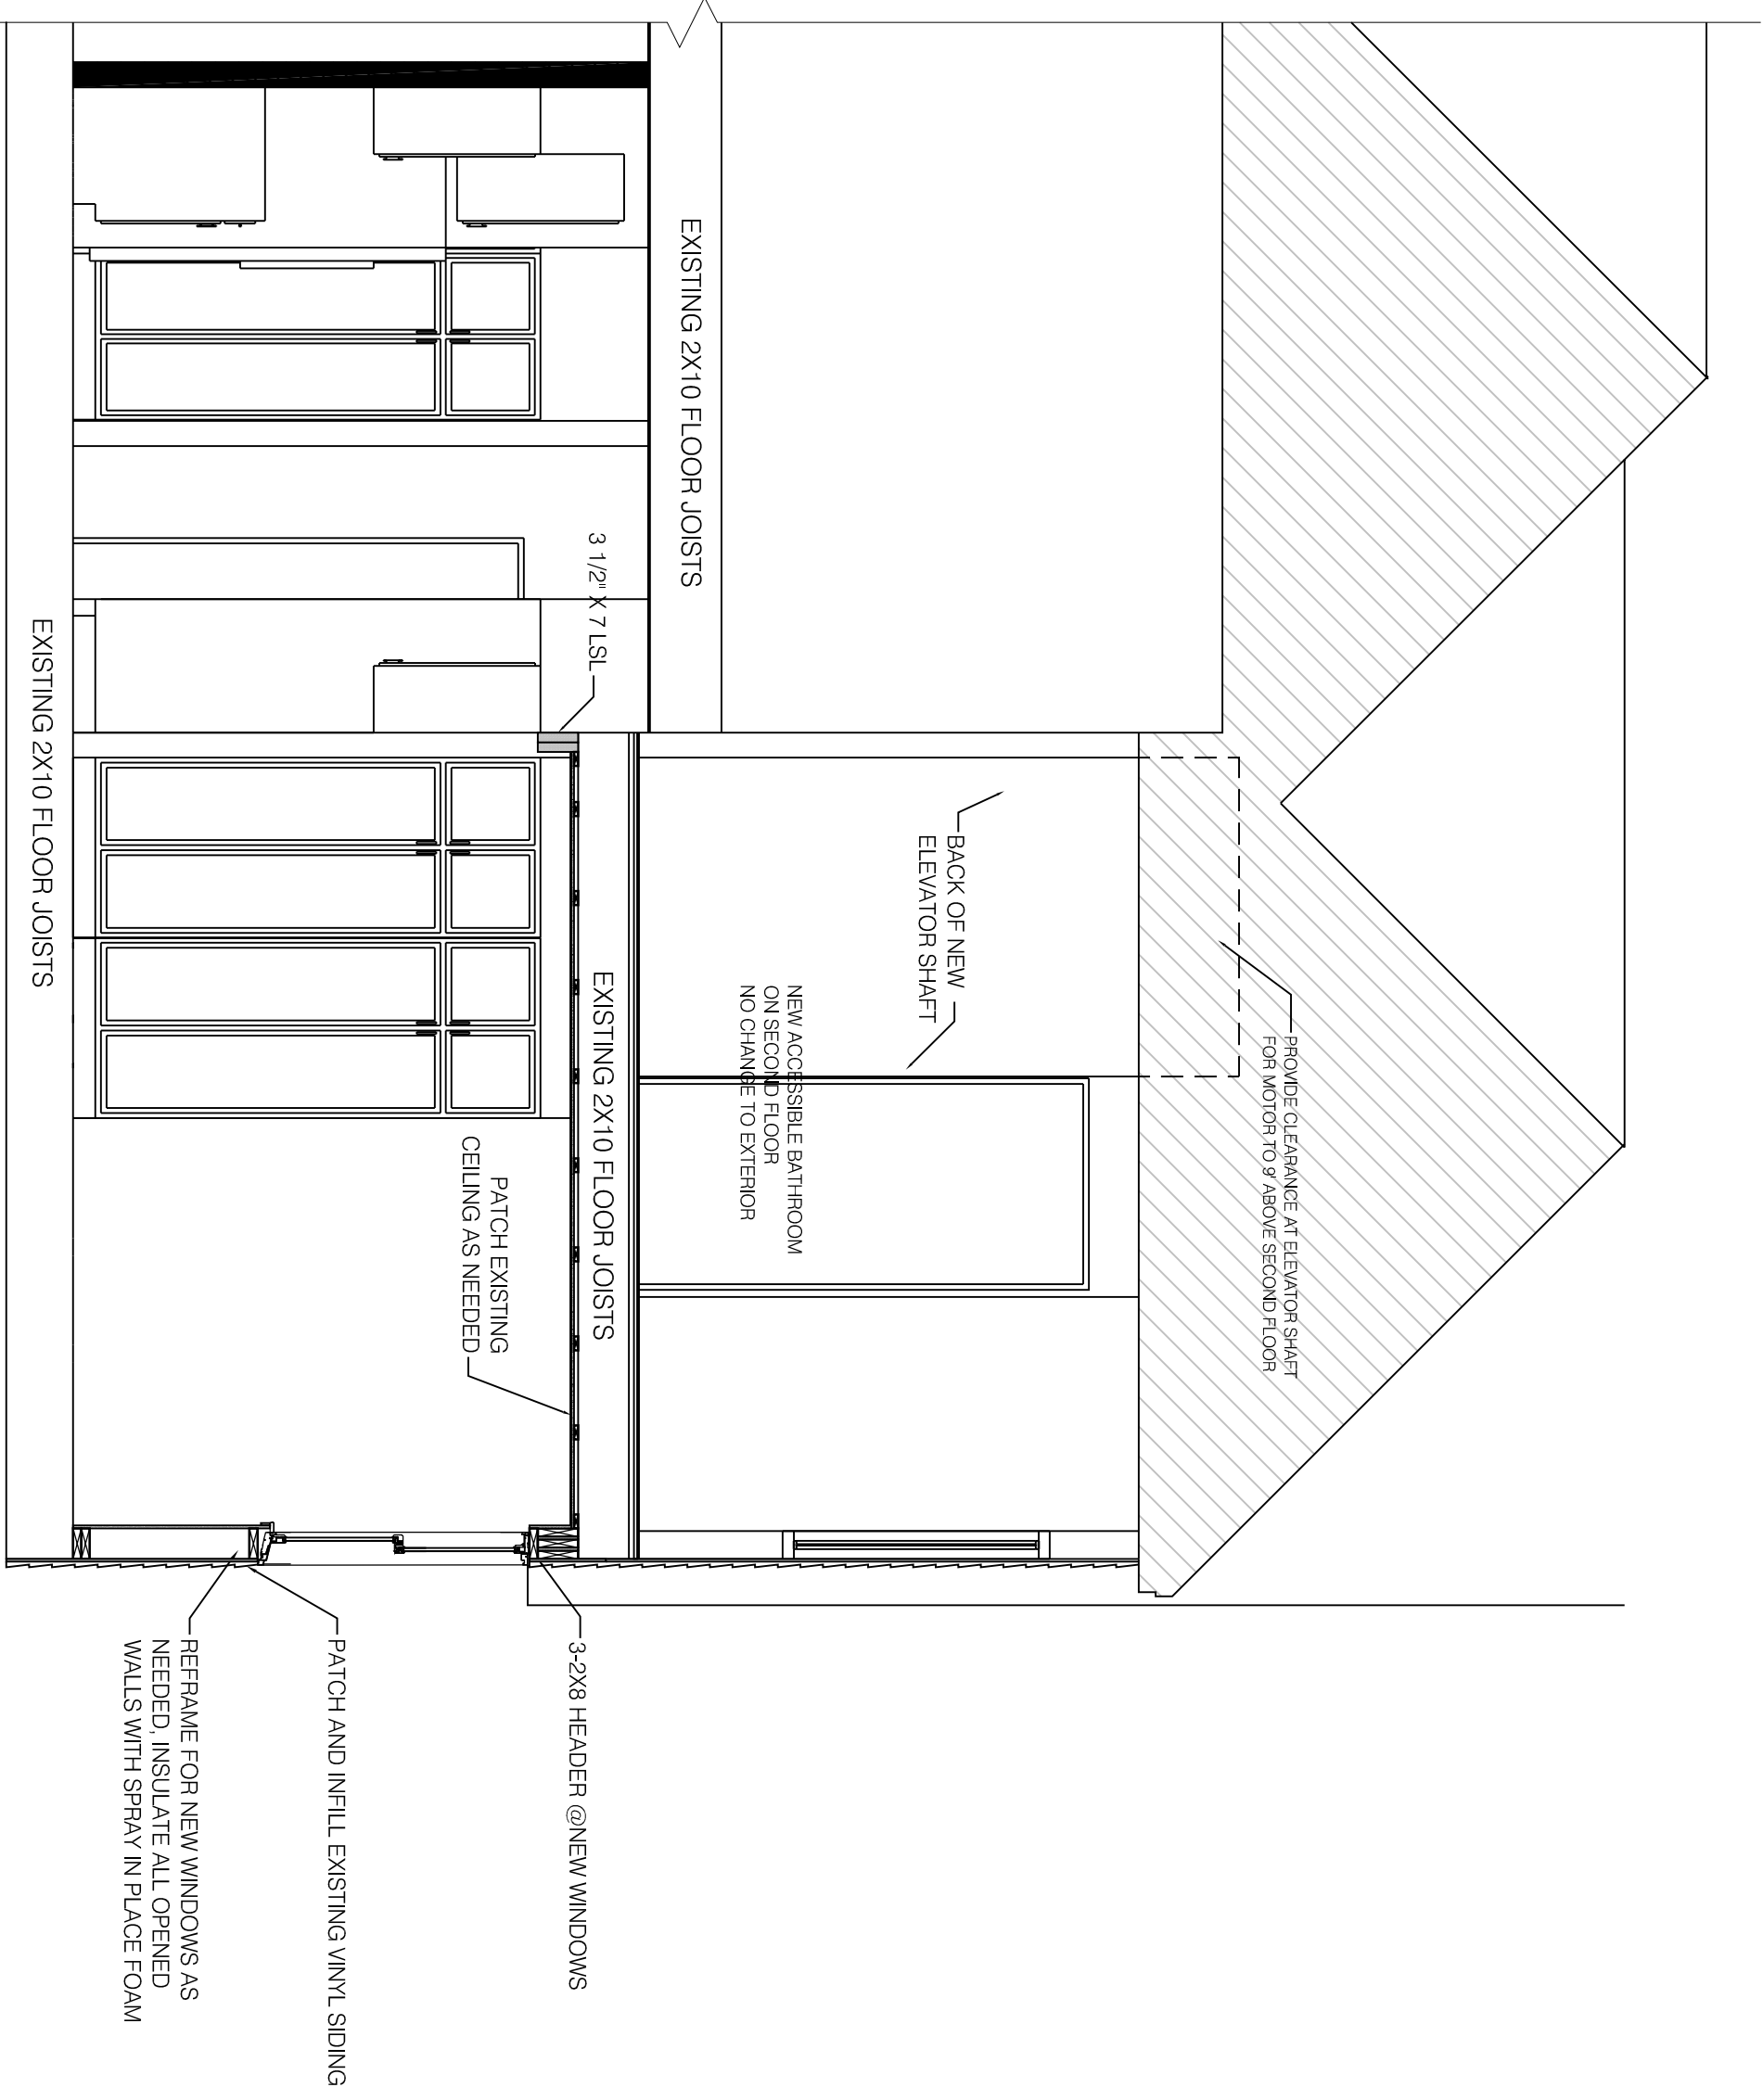 PROVIDE CLEARANCE AT ELEVATOR SHAFT
FOR MOTOR TO 9' ABOVE SECOND FLOOR
BACK OF NEW
ELEVATOR SHAFT
NEW ACCESSIBLE BATHROOM
ON SECOND FLOOR
NO CHANGE TO EXTERIOR
EXISTING 2X10 FLOOR JOISTS
3 1/2" X 7 LSL
EXISTING 2X10 FLOOR JOISTS
3-2X8 HEADER @NEW WINDOWS
PATCH EXISTING
CEILING AS NEEDED
PATCH AND INFILL EXISTING VINYL SIDING
REFRAME FOR NEW WINDOWS AS
NEEDED, INSULATE ALL OPENED
WALLS WITH SPRAY IN PLACE FOAM
EXISTING 2X10 FLOOR JOISTS